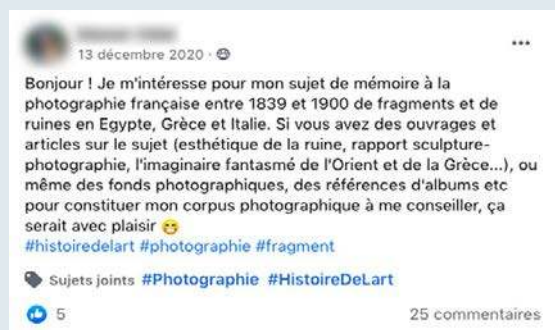 13 décembre 2020 ·
Bonjour ! Je m'intéresse pour mon sujet de mémoire à la
photographie française entre 1839 et 1900 de fragments et de
ruines en Egypte, Grèce et Italie. Si vous avez des ouvrages et
articles sur le sujet (esthétique de la ruine, rapport sculpture-
photographie, l'imaginaire fantasmé de l'Orient et de la Grèce...), ou
même des fonds photographiques, des références d'albums etc
pour constituer mon corpus photographique à me conseiller, ça
serait avec plaisir 😁
#histoiredelart #photographie #fragment
Sujets joints #Photographie #HistoireDeLart
5 25 commentaires